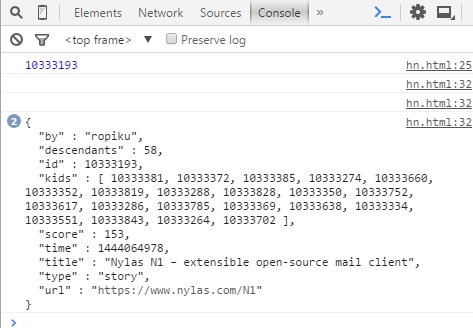 Elements Network Sources Console »
<top frame> ▼ Preserve log
10333193 hn.html:25
hn.html:32
hn.html:32
2 { hn.html:32
"by" : "ropiku",
"descendants" : 58,
"id" : 10333193,
"kids" : [ 10333381, 10333372, 10333385, 10333274, 10333660,
10333352, 10333819, 10333288, 10333828, 10333350, 10333752,
10333617, 10333286, 10333785, 10333369, 10333638, 10333334,
10333551, 10333843, 10333264, 10333702 ],
"score" : 153,
"time" : 1444064978,
"title" : "Nylas N1 – extensible open-source mail client",
"type" : "story",
"url" : "https://www.nylas.com/N1"
}